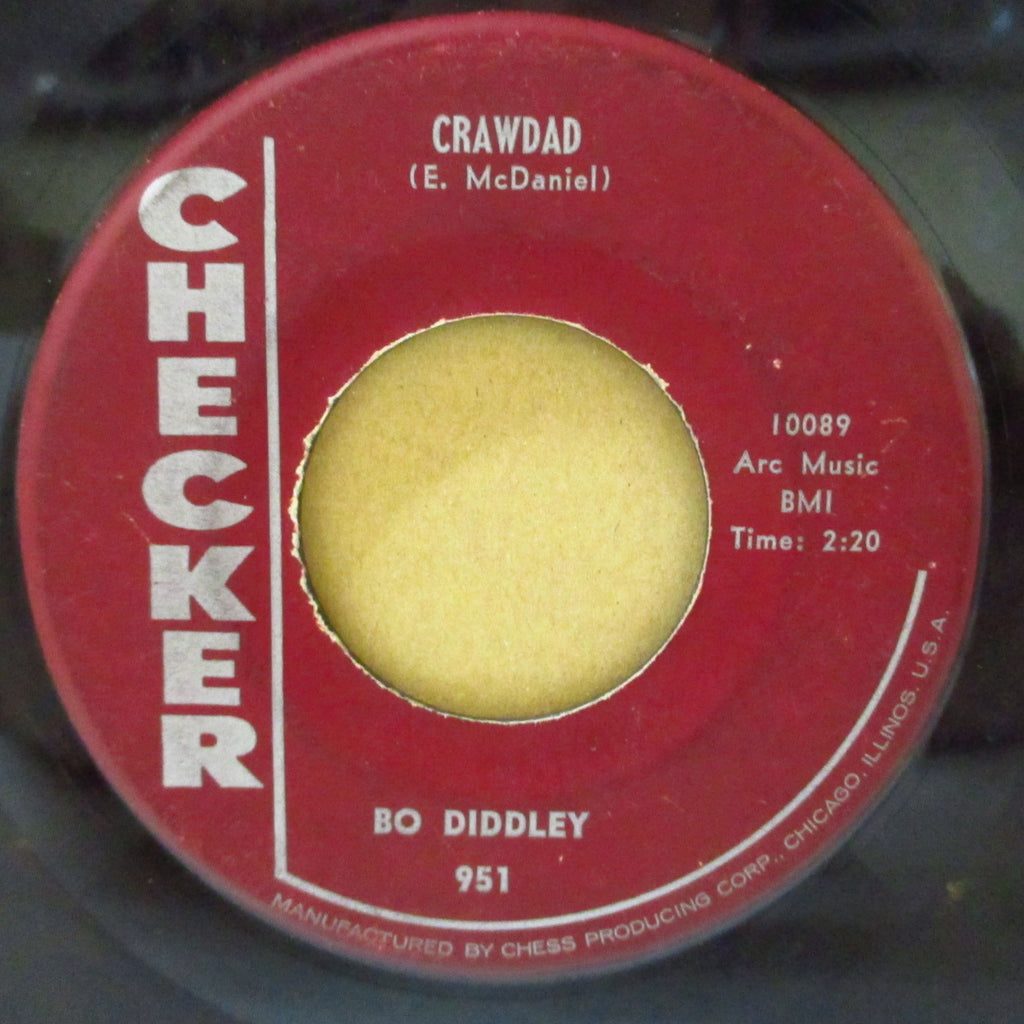 CRAWDAD
(E. McDaniel)
CHECKER
10089
Arc Music
BMI
Time: 2:20
BO DIDDLEY
951
MANUFACTURED BY CHESS PRODUCING CORP., CHICAGO, ILLINOS, U.S.A.